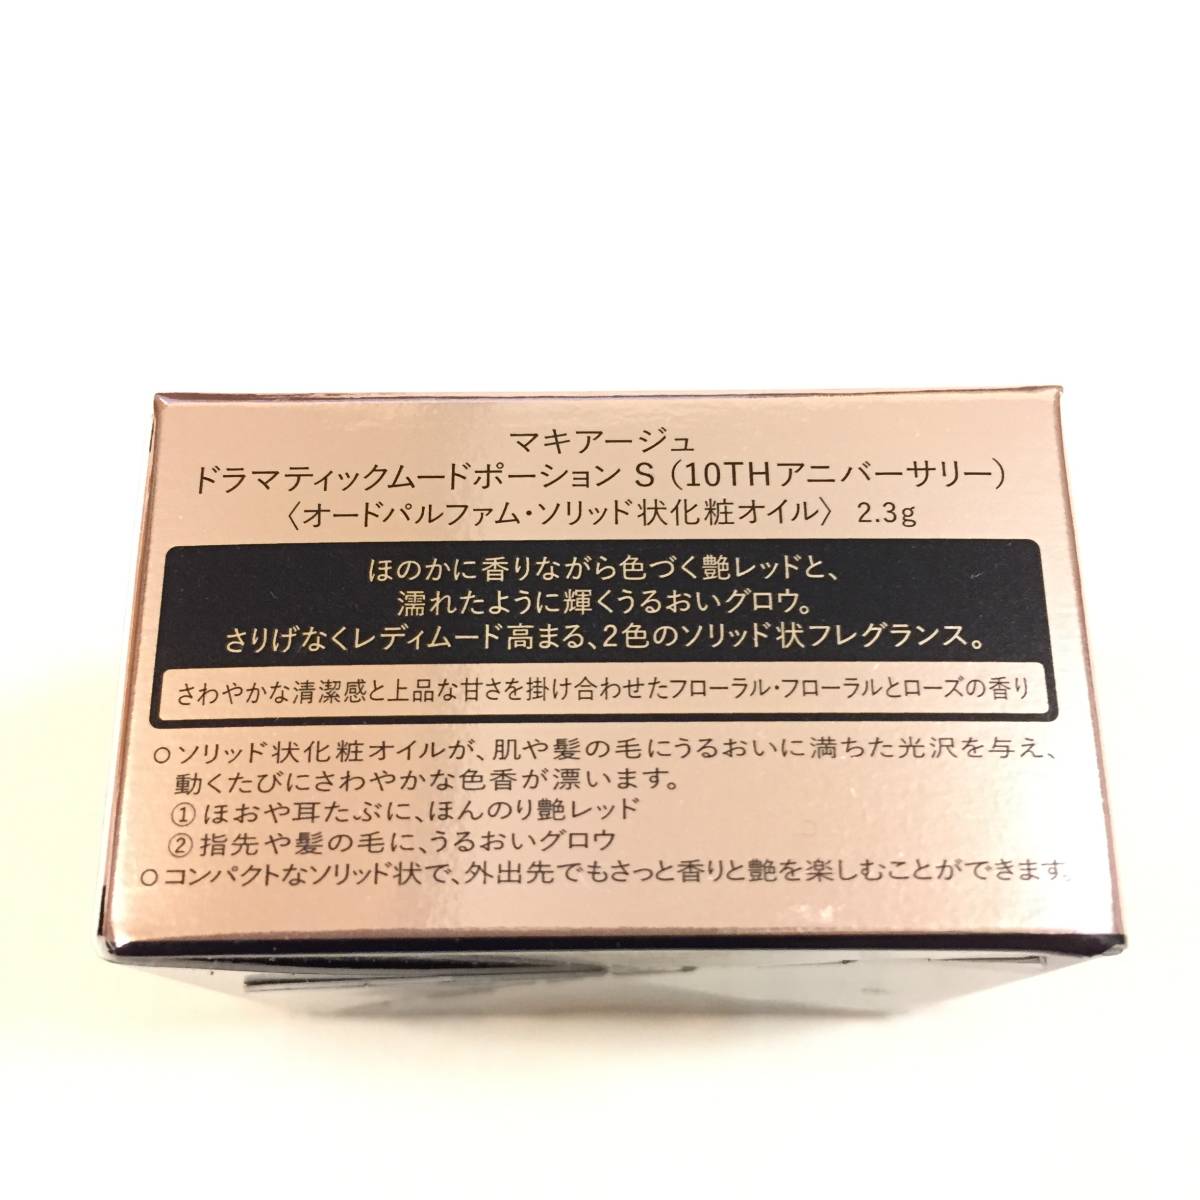 マキアージュ
ドラマティックムードポーション S (10THアニバーサリー)
〈オードパルファム・ソリッド状化粧オイル〉 2.3g
ほのかに香りながら色づく艶レッドと、
濡れたように輝くうるおいグロウ。
さりげなくレディムード高まる、2色のソリッド状フレグランス。
さわやかな清潔感と上品な甘さを掛け合わせたフローラル・フローラルとローズの香り
○ソリッド状化粧オイルが、肌や髪の毛にうるおいに満ちた光沢を与え、
動くたびにさわやかな色香が漂います。
①ほおや耳たぶに、ほんのり艶レッド
②指先や髪の毛に、うるおいグロウ
○コンパクトなソリッド状で、外出先でもさっと香りと艶を楽しむことができます。